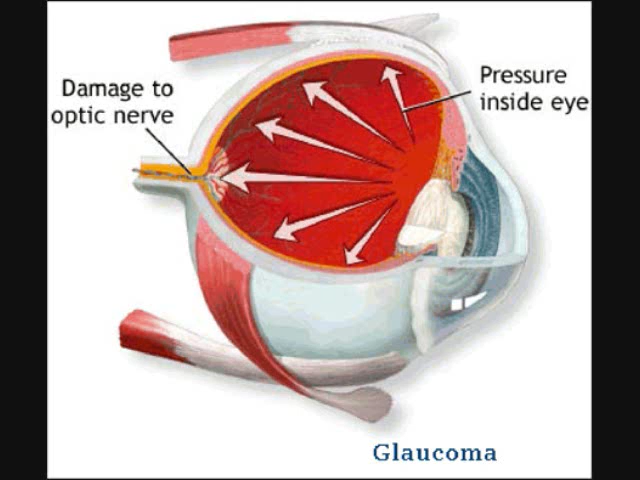 Damage to
optic nerve
Pressure
inside eye
Glaucoma